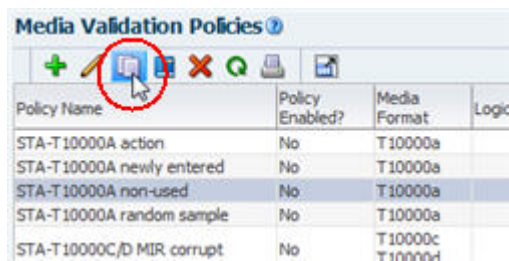 Media Validation Policies
Policy Name Policy Enabled? Media Format Logic
STA-T10000A action No T10000a
STA-T10000A newly entered No T10000a
STA-T10000A non-used No T10000a
STA-T10000A random sample No T10000a
STA-T10000C/D MIR corrupt No T10000c
T10000d